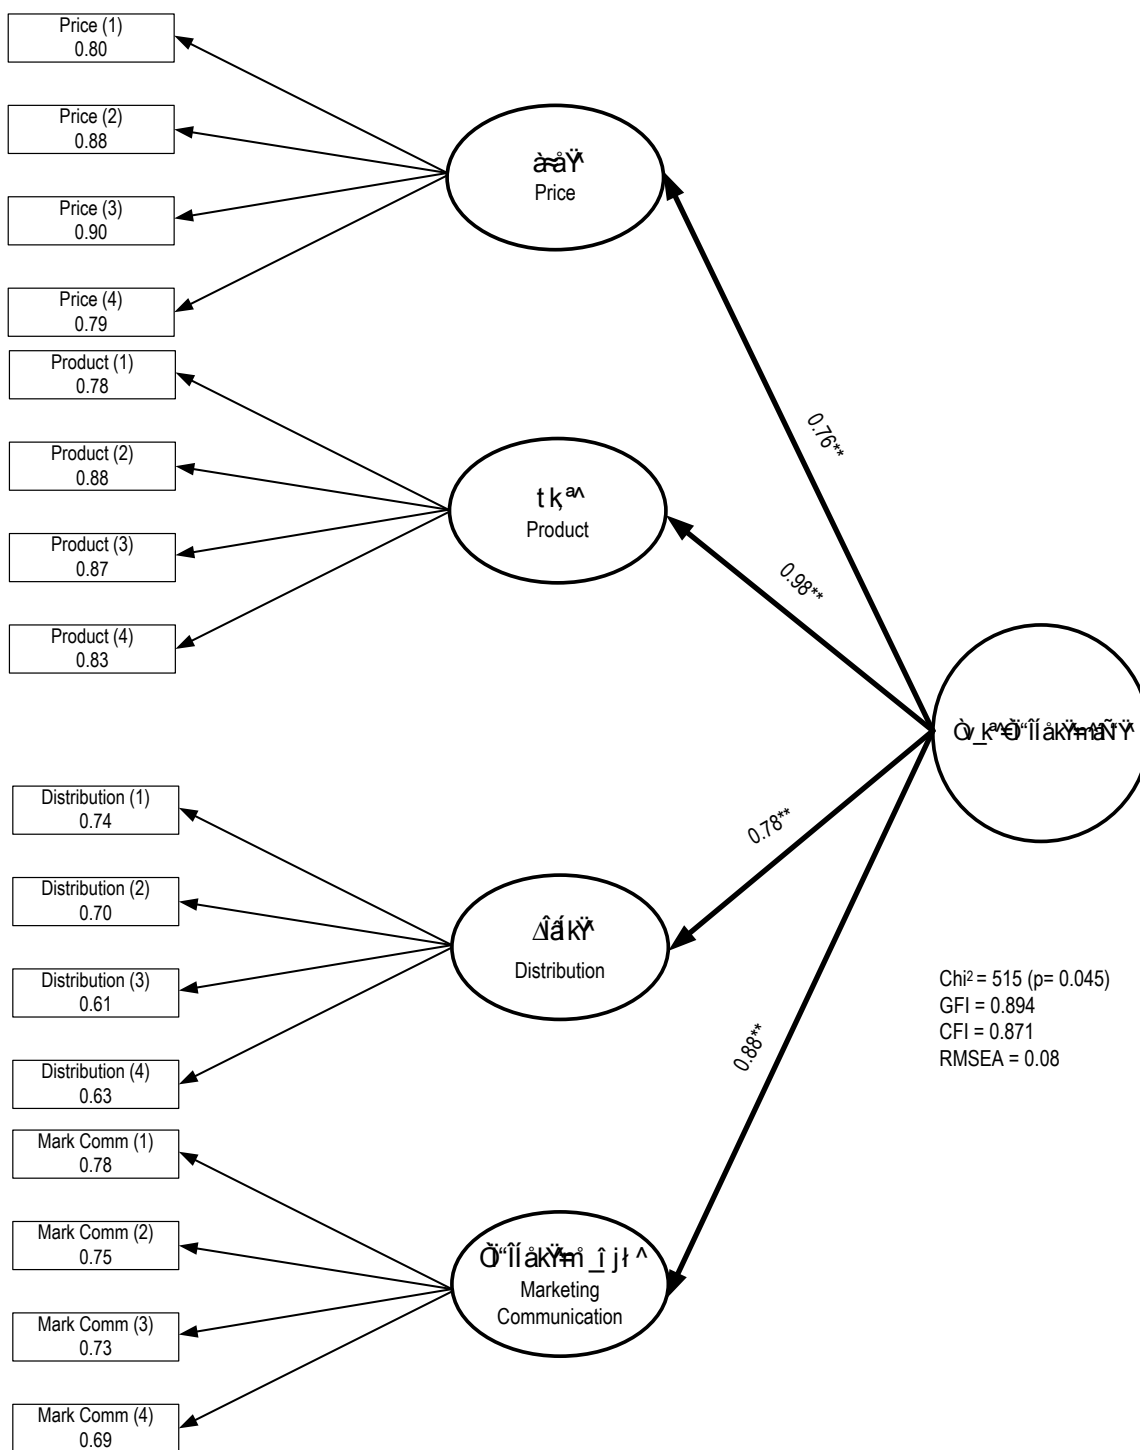 Price (1)
0.80
Price (2)
0.88
Price (3)
0.90
Price (4)
0.79
Product (1)
0.78
Product (2)
0.88
Product (3)
0.87
Product (4)
0.83
Distribution (1)
0.74
Distribution (2)
0.70
Distribution (3)
0.61
Distribution (4)
0.63
Mark Comm (1)
0.78
Mark Comm (2)
0.75
Mark Comm (3)
0.73
Mark Comm (4)
0.69
Price
Product
Distribution
Marketing
Communication
0.76**
0.98**
0.78**
0.88**
Chi² = 515 (p= 0.045)
GFI = 0.894
CFI = 0.871
RMSEA = 0.08